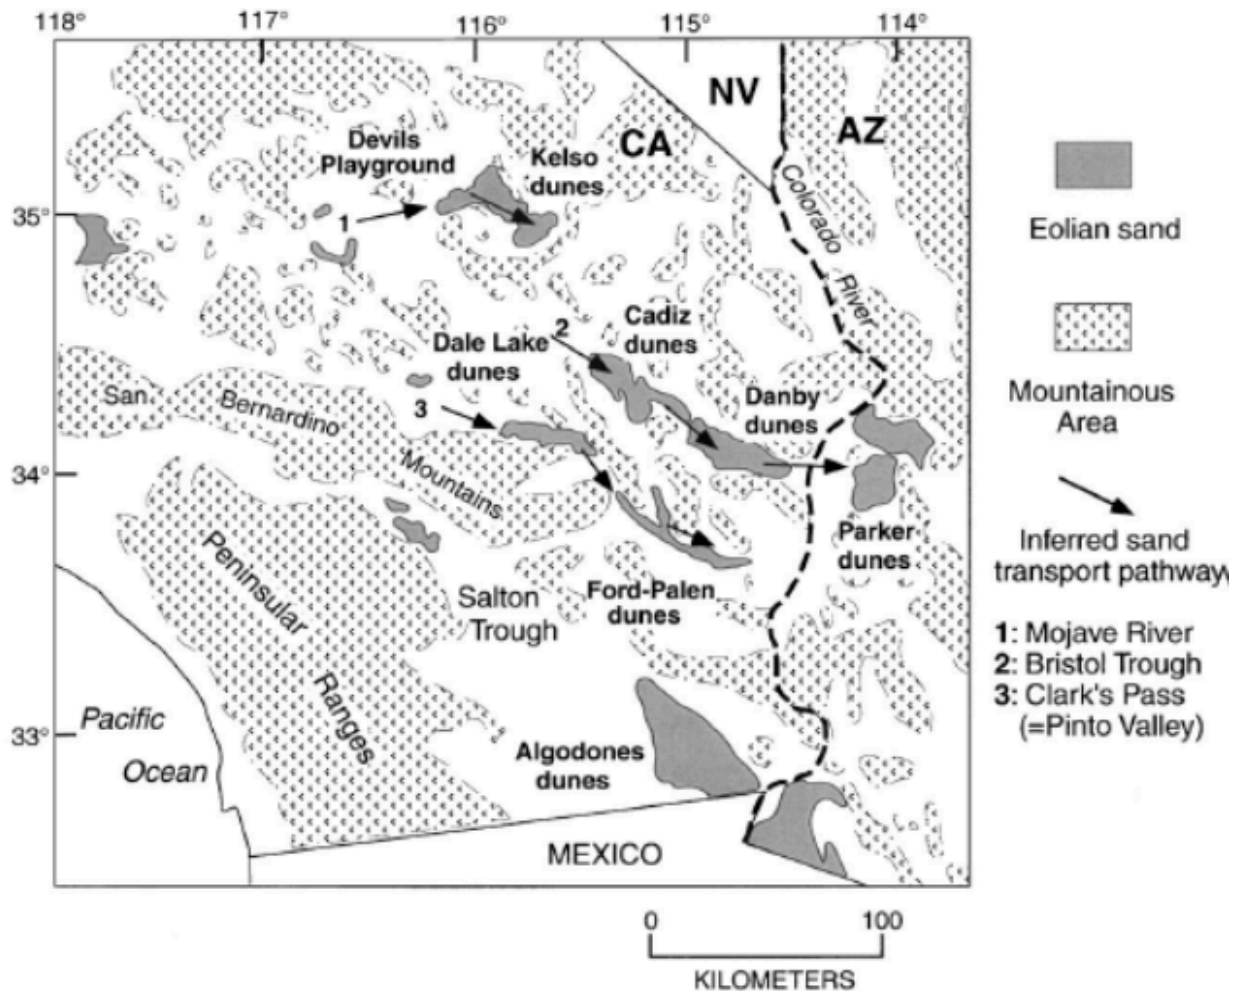 118°
117°
116°
115°
114°
NV
AZ
CA
Devils
Playground
Kelso
dunes
35°
1
Colorado
River
2
Cadiz
dunes
Dale Lake
dunes
3
San
Bernardino
Mountains
Danby
dunes
34°
Parker
dunes
Peninsular
Ranges
Salton
Trough
Ford-Palen
dunes
33°
Pacific
Ocean
Algodones
dunes
MEXICO
Eolian sand
Mountainous
Area
Inferred sand
transport pathway
1: Mojave River
2: Bristol Trough
3: Clark's Pass
(=Pinto Valley)
0
100
KILOMETERS